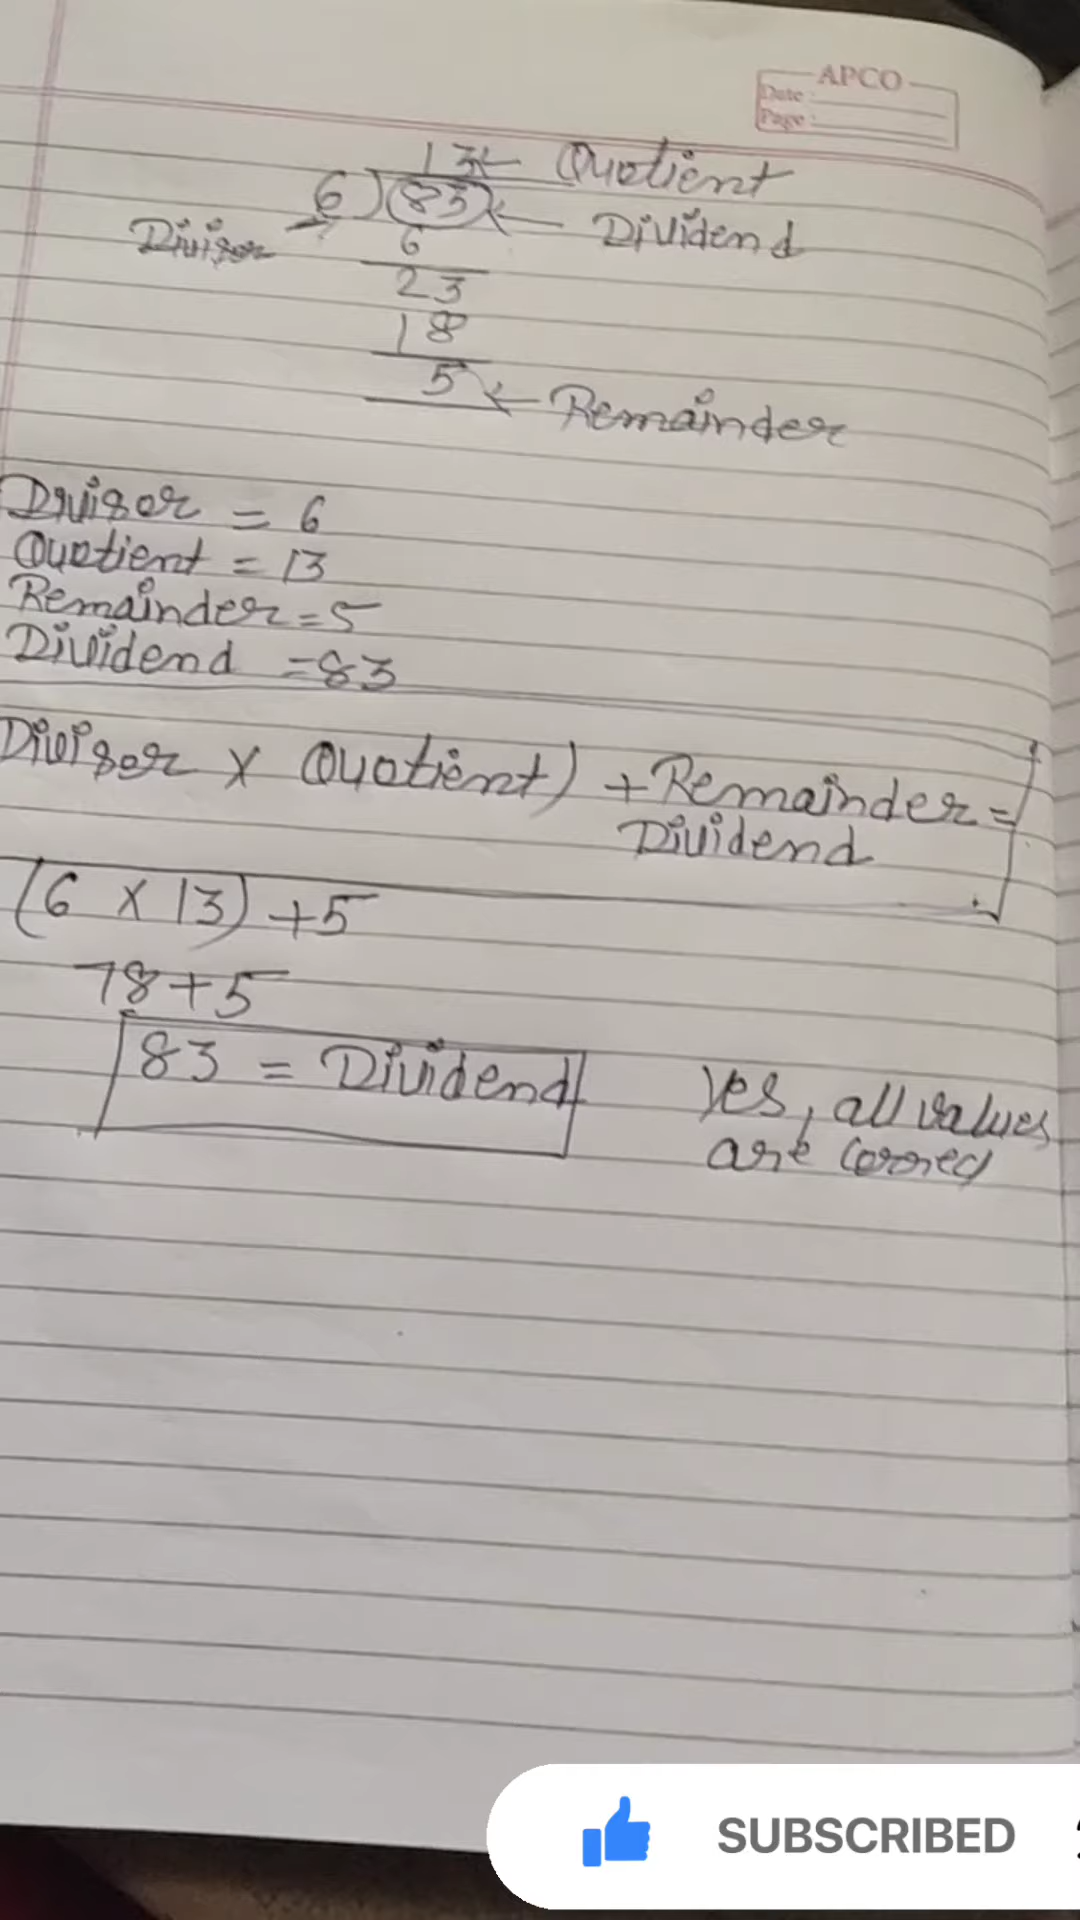 APCO
Date :
Page :
13 ← Quotient
6 ) 83 ← Dividend
Divisor →
6
23
18
5 ← Remainder
Divisor = 6
Quotient = 13
Remainder = 5
Dividend = 83
Divisor X Quotient) + Remainder =
Dividend
(6 X 13) + 5
78 + 5
83 = Dividend
Yes, all values
are correct
SUBSCRIBED